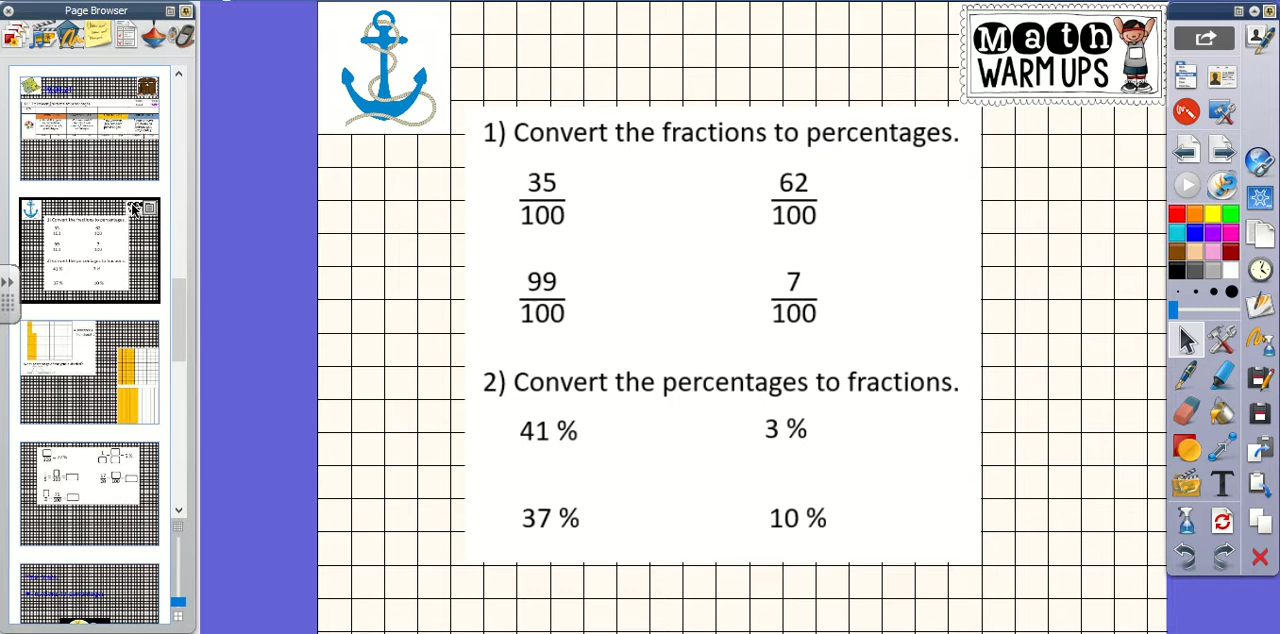 Page Browser
Math
WARM UPS
1) Convert the fractions to percentages.
35 62
100 100
99 7
100 100
2) Convert the percentages to fractions.
41 % 3 %
37 % 10 %